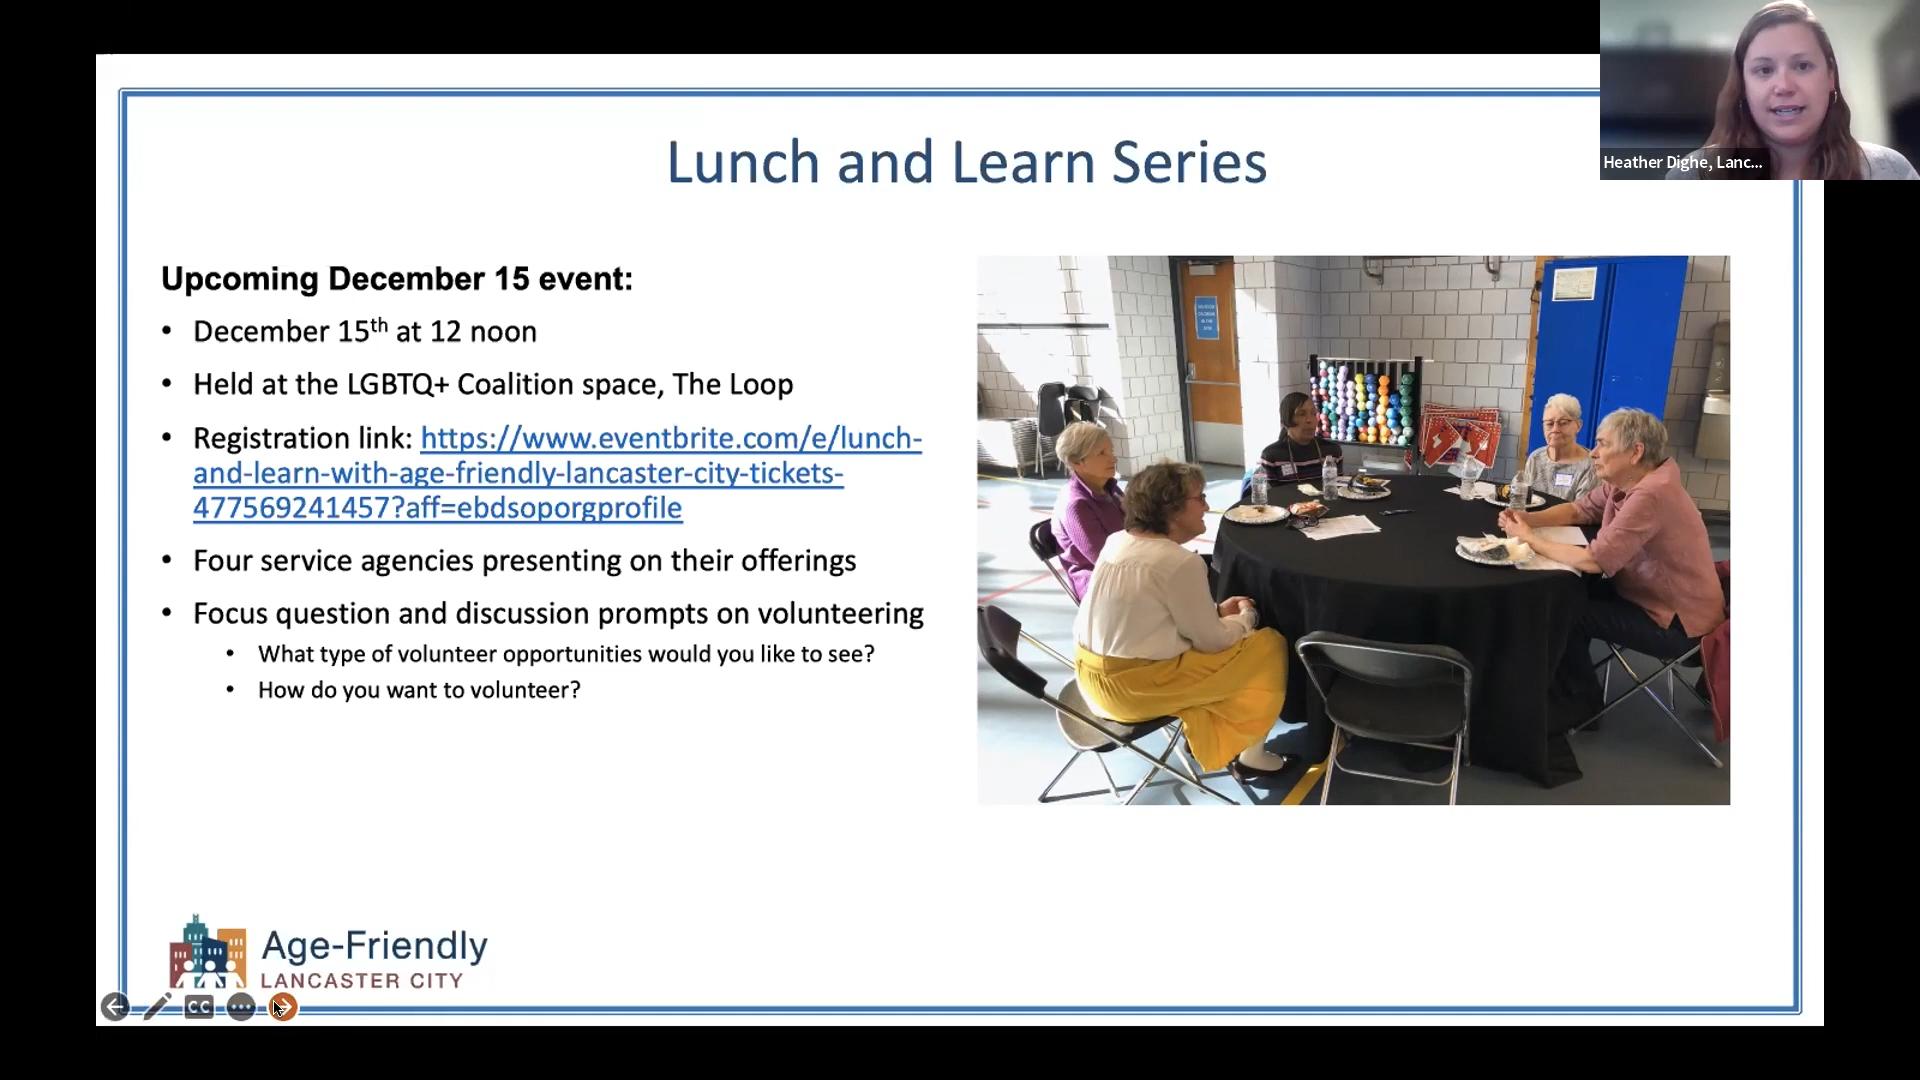 Lunch and Learn Series
Heather Dighe, Lanc...
Upcoming December 15 event:
• December 15th at 12 noon
• Held at the LGBTQ+ Coalition space, The Loop
• Registration link: https://www.eventbrite.com/e/lunch-
and-learn-with-age-friendly-lancaster-city-tickets-
477569241457?aff=ebdsoporgprofile
• Four service agencies presenting on their offerings
• Focus question and discussion prompts on volunteering
• What type of volunteer opportunities would you like to see?
• How do you want to volunteer?
Age-Friendly
LANCASTER CITY
CC